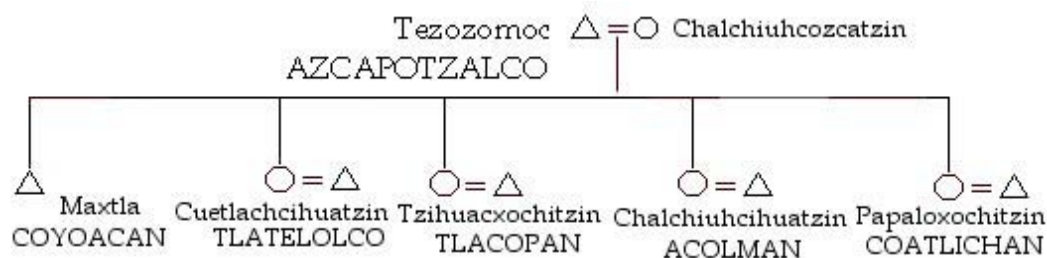 Tezozomoc Chalchiuhcozcatzin
AZCAPOTZALCO
Maxtla
COYOACAN
Cuetlachcihuatzin
TLATELOLCO
Tzihuacxochitzin
TLACOPAN
Chalchiuhcihuatzin
ACOLMAN
Papaloxochitzin
COATLICHAN